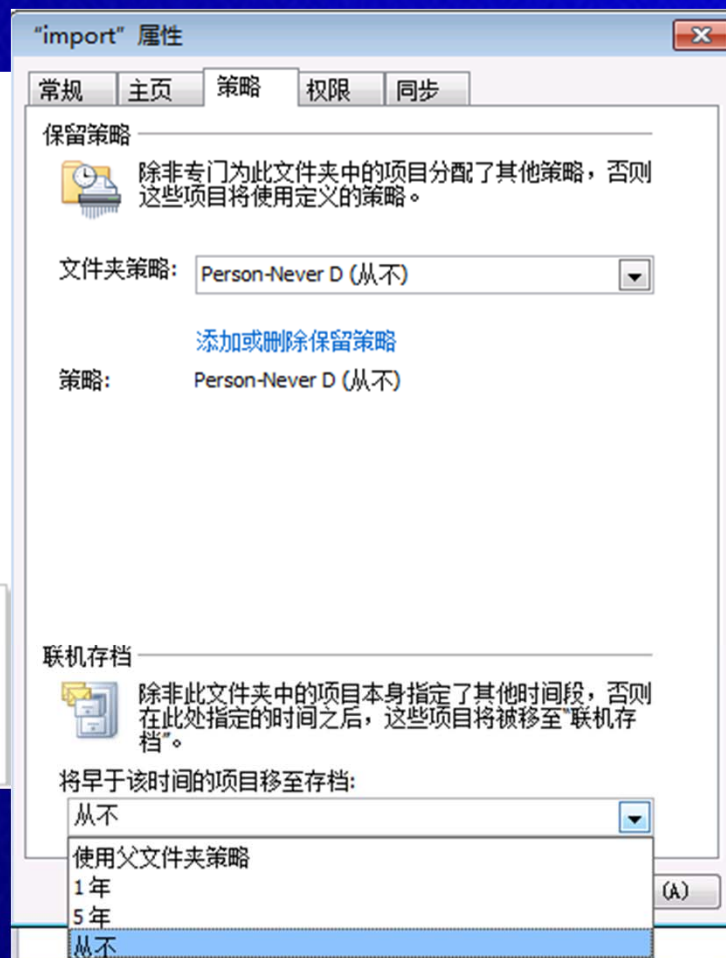 “import” 属性
常规 主页 策略 权限 同步
保留策略
除非专门为此文件夹中的项目分配了其他策略，否则
这些项目将使用定义的策略。
文件夹策略: Person-Never D (从不)
添加或删除保留策略
策略: Person-Never D (从不)
联机存档
除非此文件夹中的项目本身指定了其他时间段，否则
在此处指定的时间之后，这些项目将被移至"联机存
档"。
将早于该时间的项目移至存档:
从不
使用父文件夹策略
1 年
(A)
5 年
从不